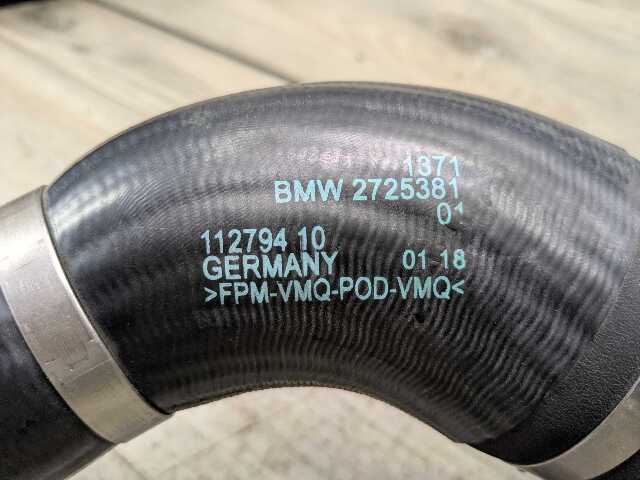 1371
BMW 2725381
01
112794 10
GERMANY 01 18
>FPM-VMQ-POD-VMQ<